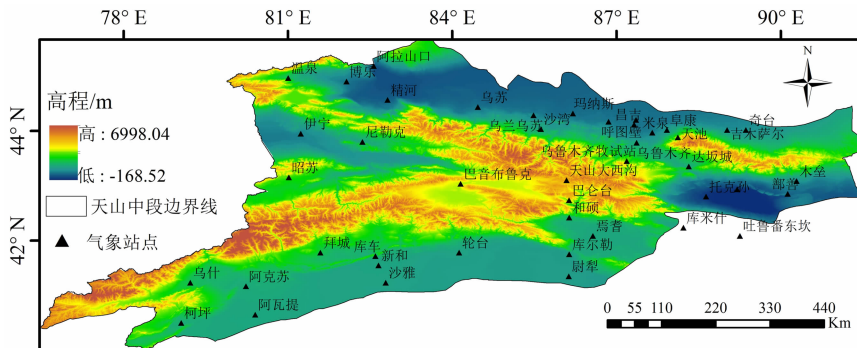 78° E 81° E 84° E 87° E 90° E
阿拉山口
N
温泉 博乐
高程/m
精河 乌苏 沙湾 玛纳斯 昌吉 米泉 阜康 奇台
44° N
高 : 6998.04
伊宁 尼勒克 乌兰乌苏 呼图壁 天池 吉木萨尔
低 : -168.52
昭苏 巴音布鲁克 乌鲁木齐牧试站 乌鲁木齐 达坂城
天山大西沟 木垒
天山中段边界线
巴仑台 托克孙 鄯善
气象站点
和硕
42° N
拜城 库车 新和 轮台 焉耆 库米什 吐鲁番东坎
库尔勒
乌什 阿克苏 沙雅 尉犁
柯坪 阿瓦提
0 55 110 220 330 440
Km